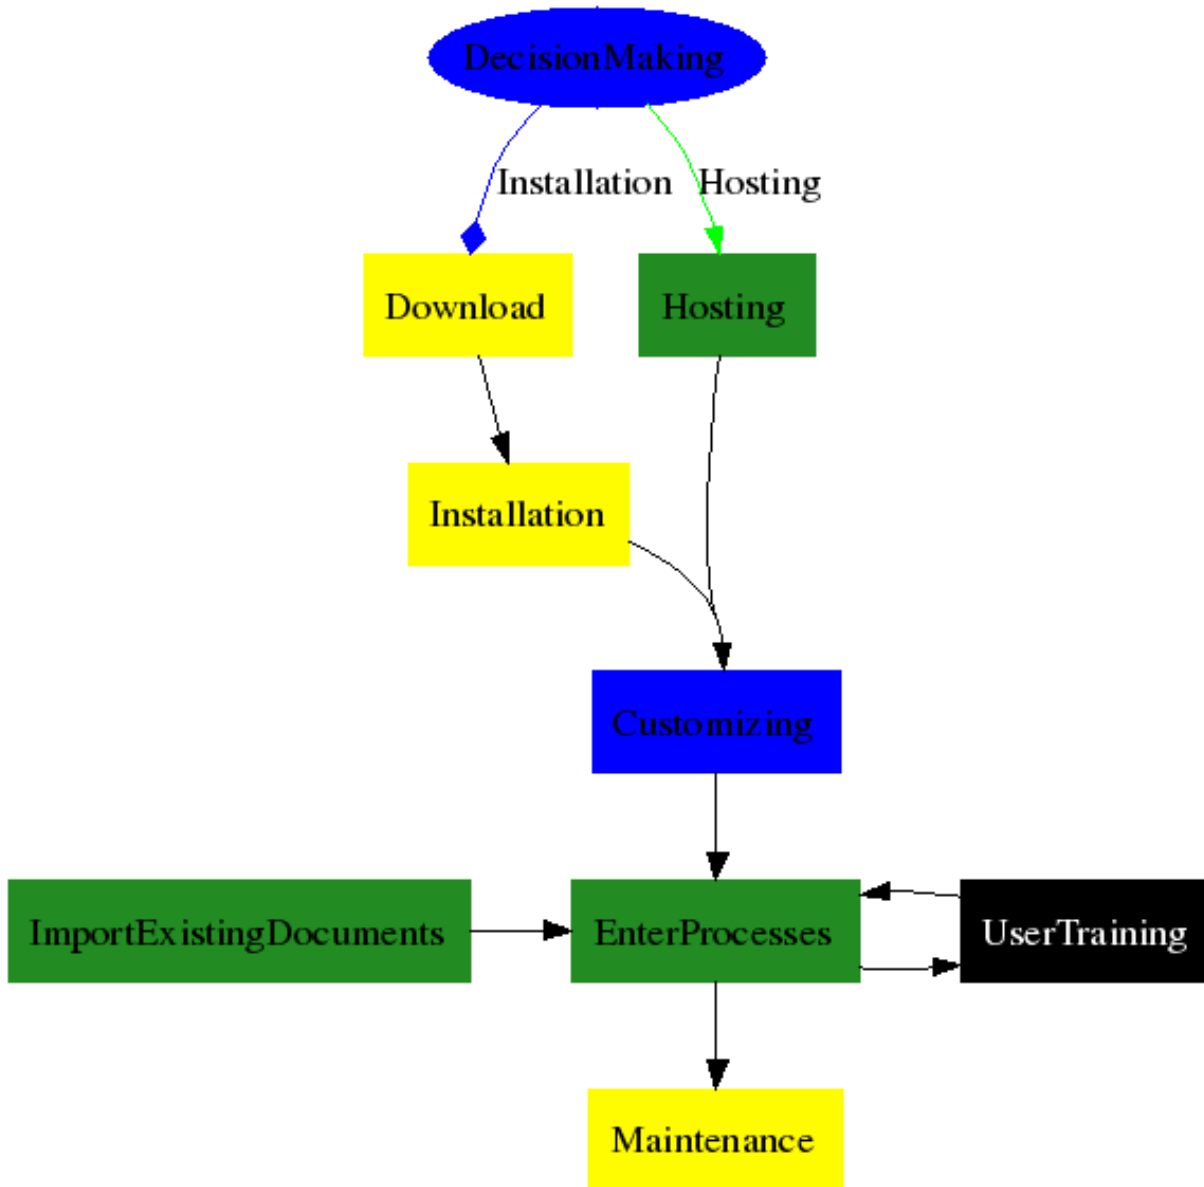 DecisionMaking
Installation
Hosting
Download
Hosting
Installation
Customizing
ImportExistingDocuments
EnterProcesses
UserTraining
Maintenance